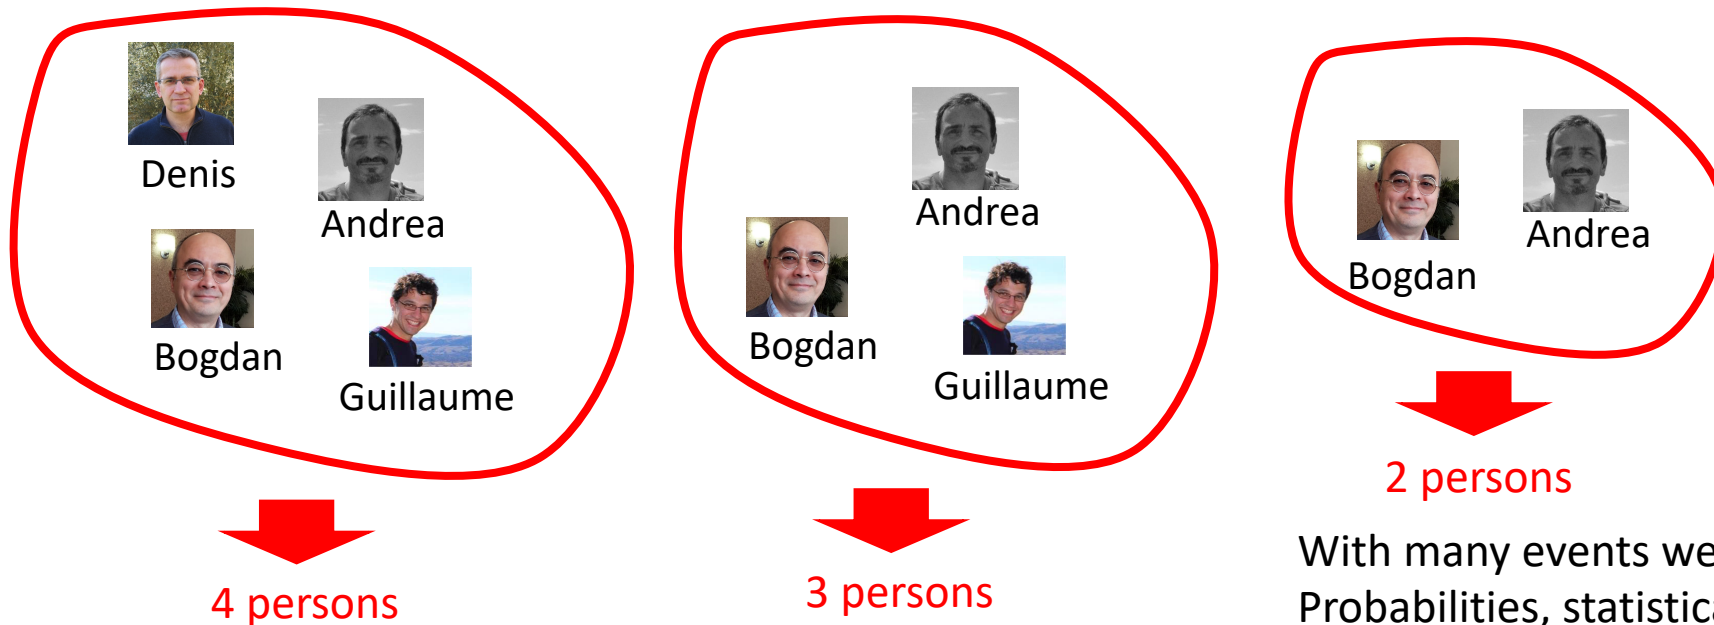 Denis
Andrea
Bogdan
Guillaume
4 persons
Andrea
Bogdan
Guillaume
3 persons
Bogdan
Andrea
2 persons
With many events we
Probabilities,